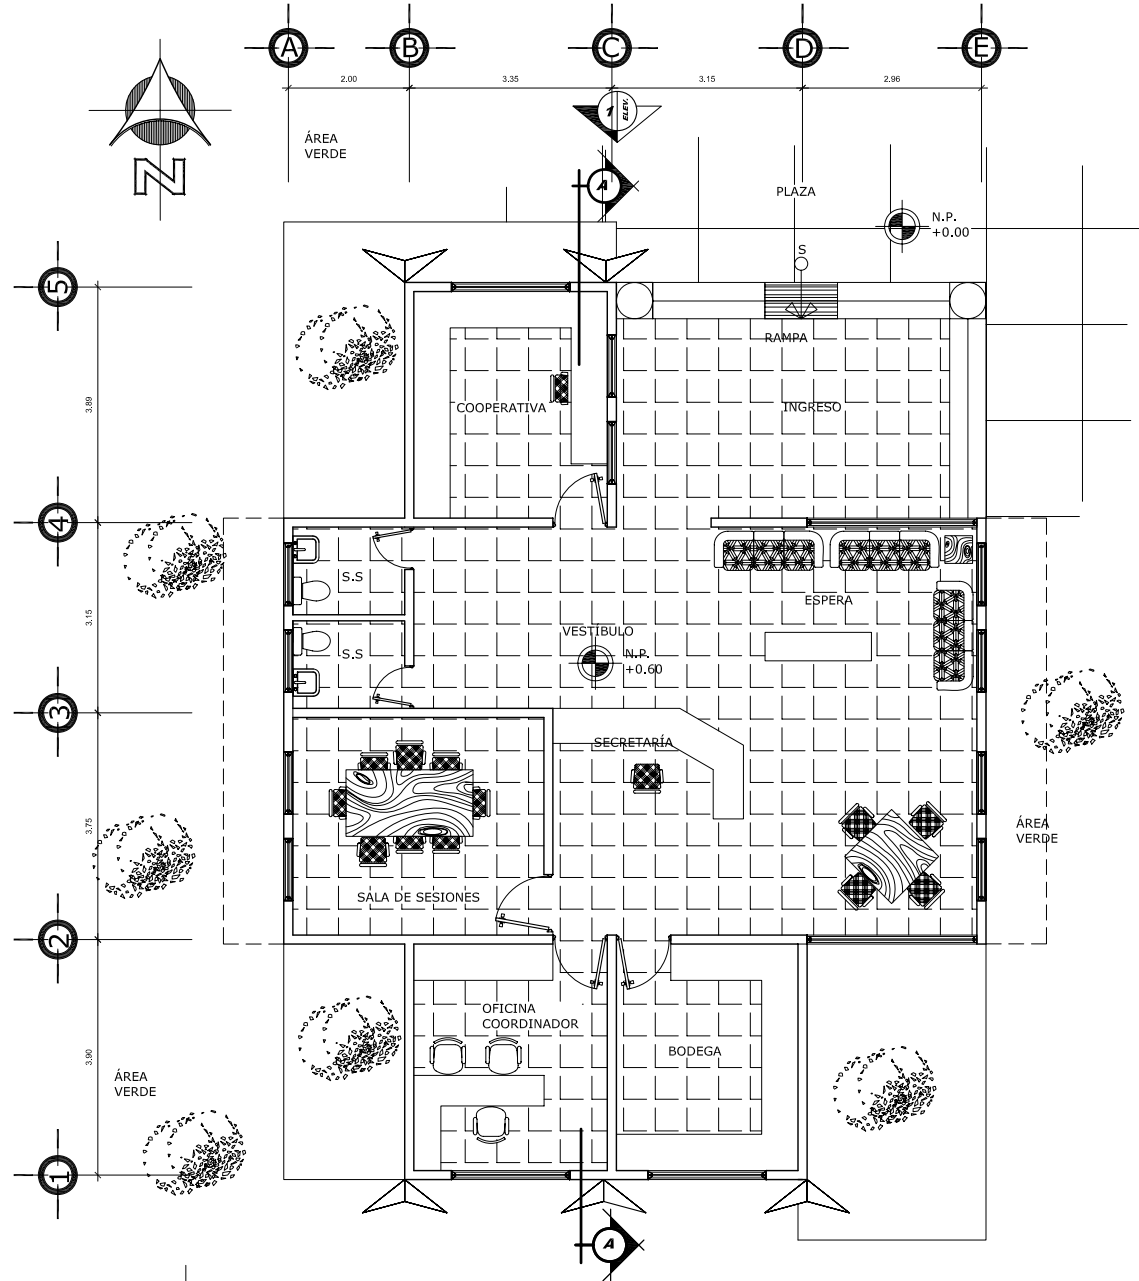 A B C D E
2.00 3.35 3.15 2.96
1 ELEV.
ÁREA
VERDE
N
A
PLAZA
N.P.
+0.00
S
5
RAMPA
3.89
COOPERATIVA
INGRESO
4
S.S
ESPERA
3.15
VESTÍBULO
S.S
N.P.
+0.60
3
SECRETARÍA
3.75
ÁREA
VERDE
SALA DE SESIONES
2
OFICINA
COORDINADOR
BODEGA
3.90
ÁREA
VERDE
1
A